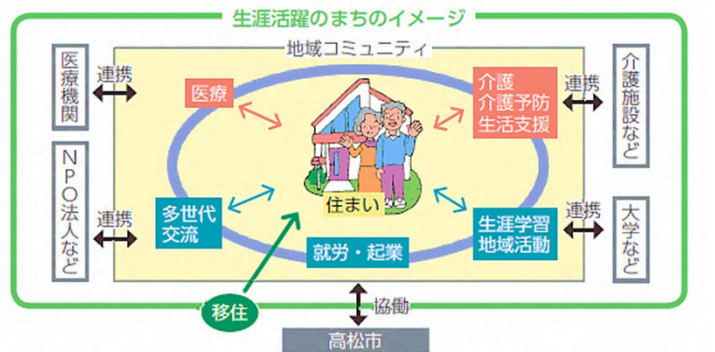 生涯活躍のまちのイメージ
地域コミュニティ
医療機関
連携
医療
介護
介護予防
生活支援
連携
介護施設など
NPO法人など
連携
多世代
交流
住まい
就労・起業
生涯学習
地域活動
連携
大学など
移住
協働
高松市